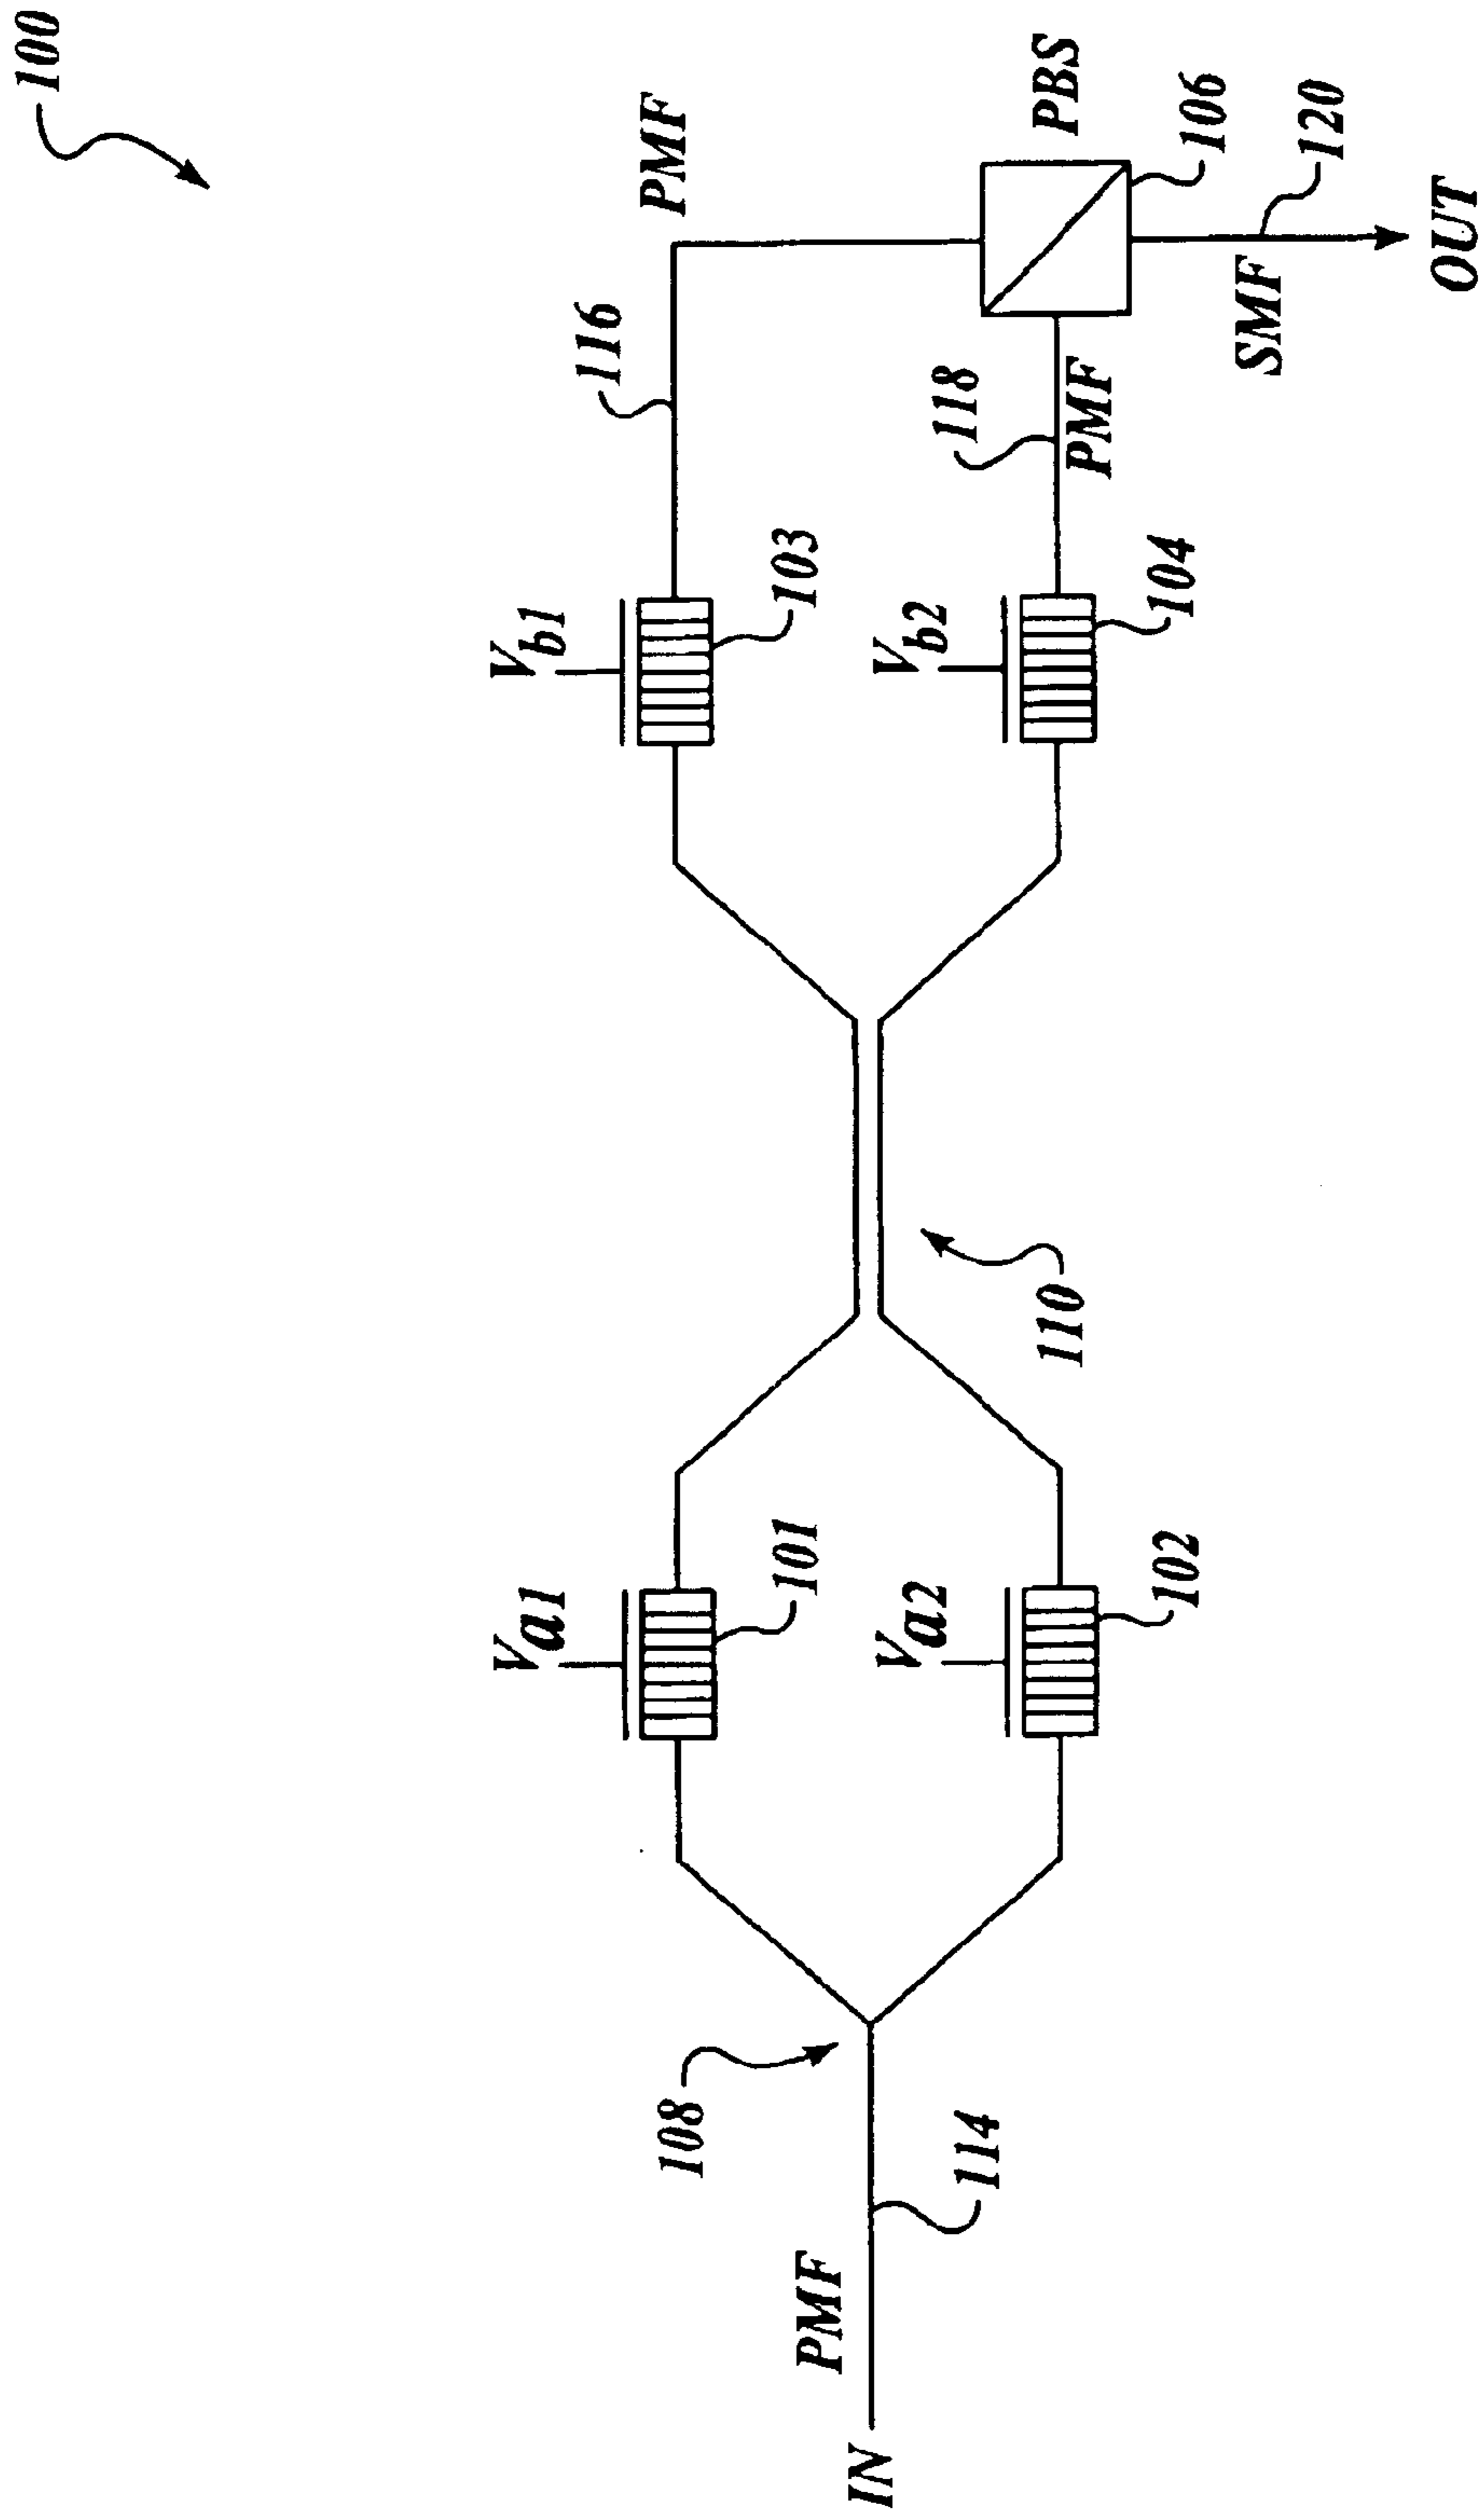 100
PMF
116
PBS
106
120
OUT
SMF
118
PMF
Vb1
103
Vb2
104
110
Va1
101
Va2
102
108
114
PMF
IN